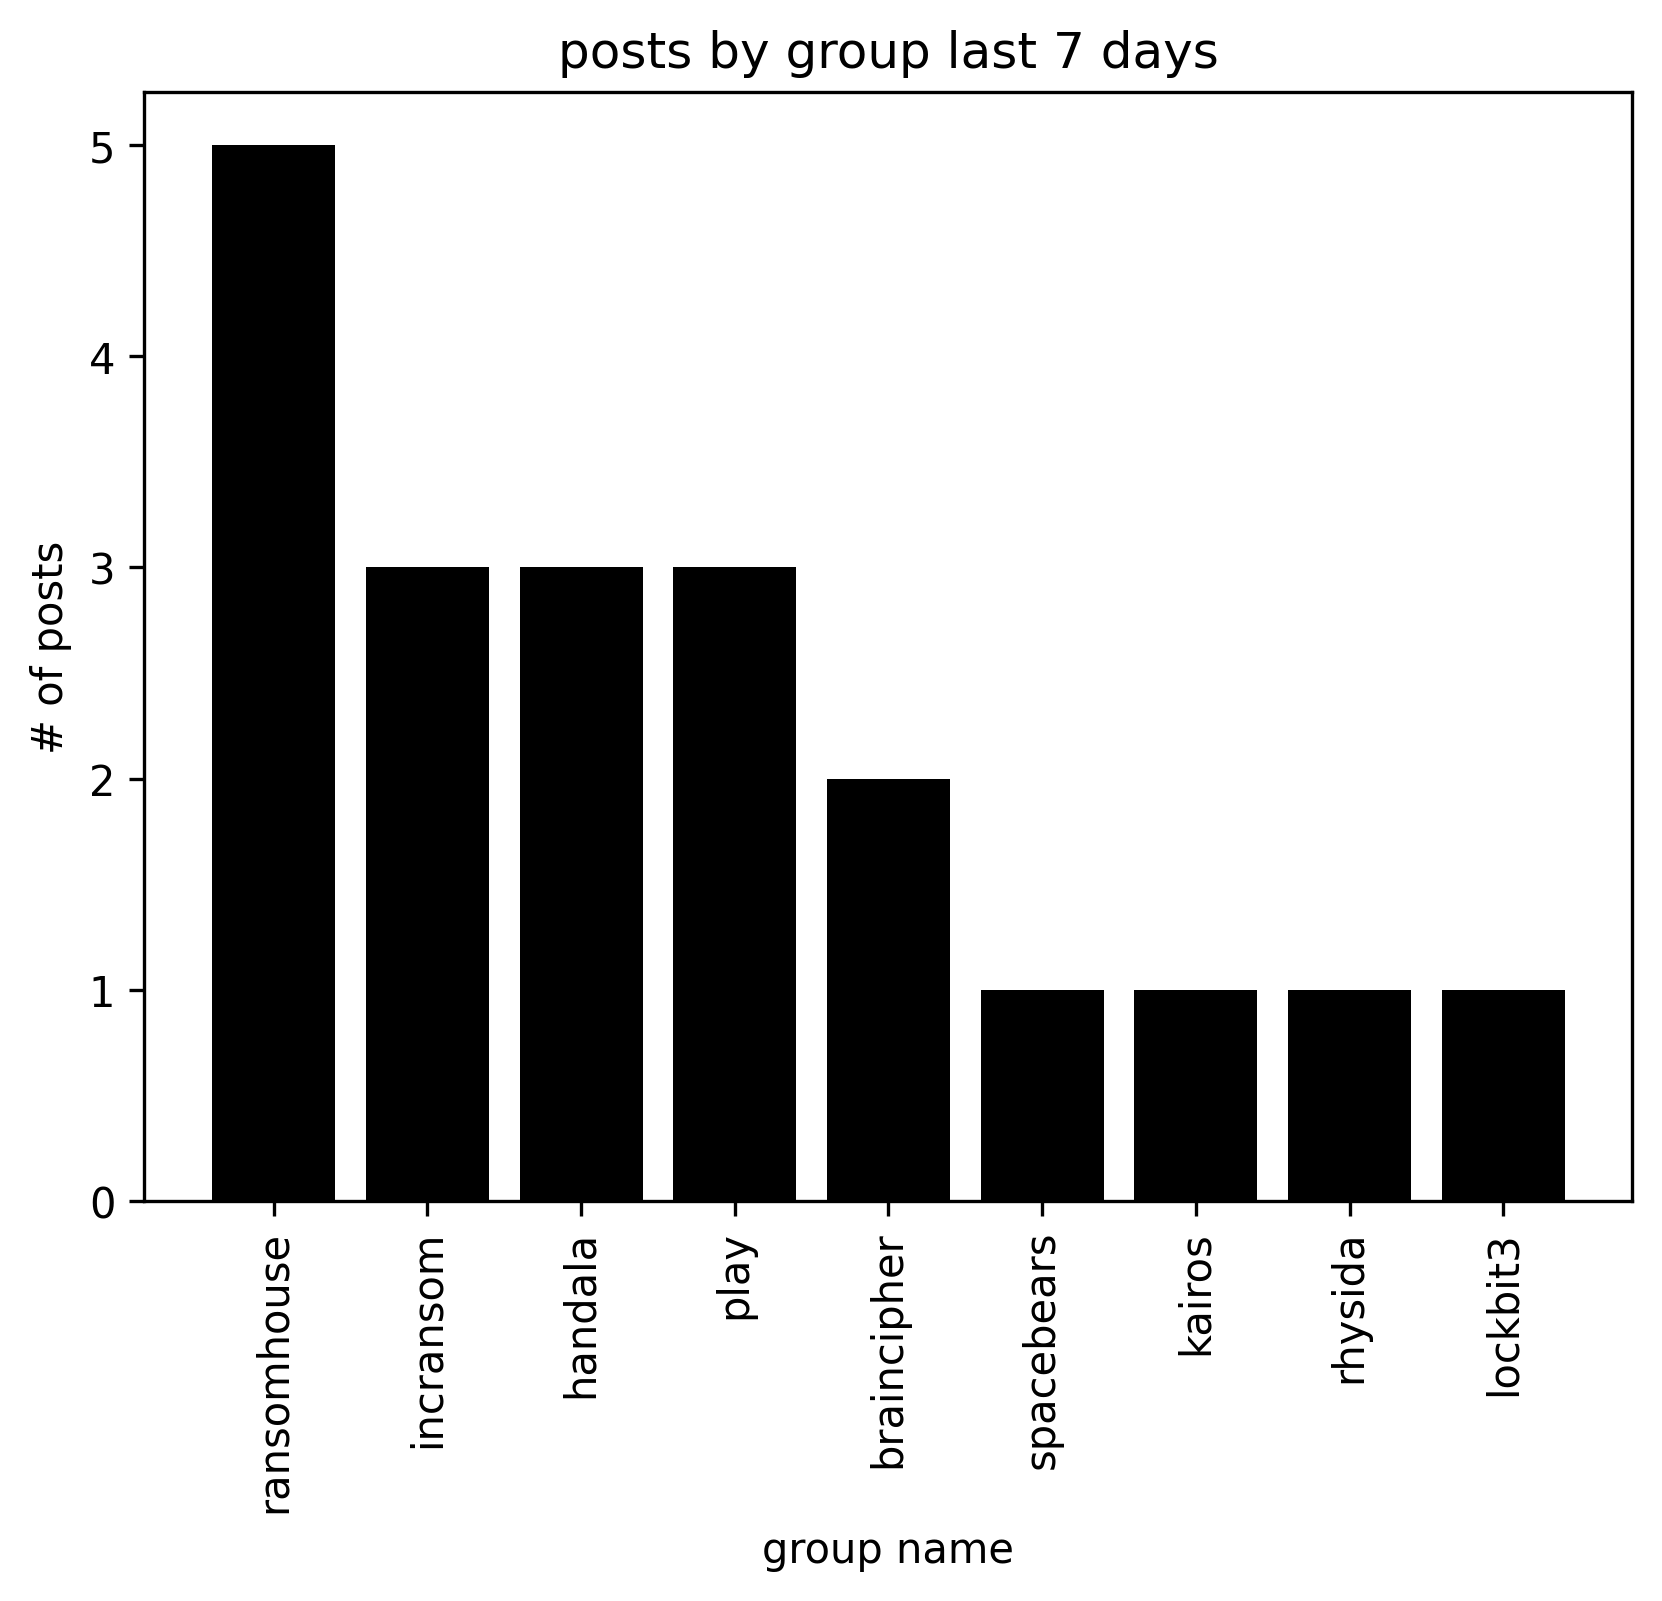 posts by group last 7 days
# of posts
5
4
3
2
1
0
ransomhouse
incransom
handala
play
braincipher
spacebears
kairos
rhysida
lockbit3
group name